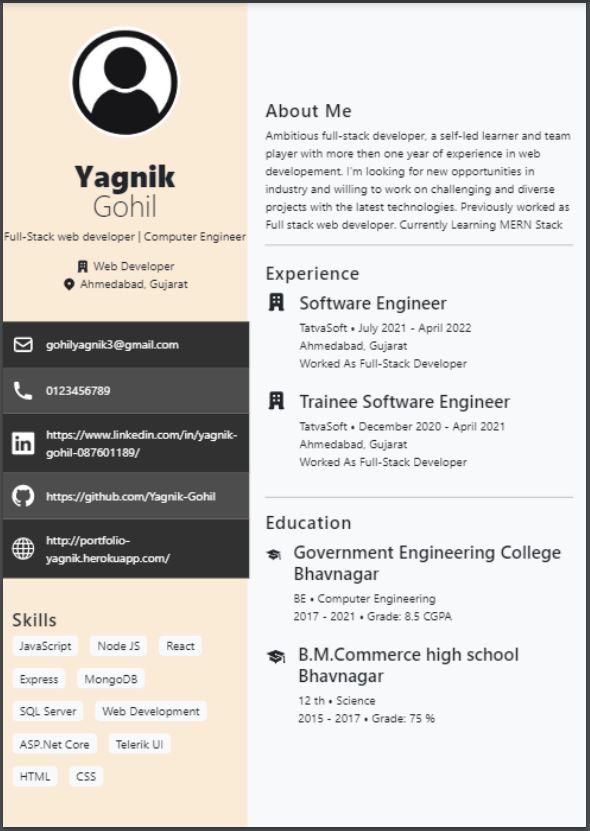 Yagnik
Gohil
Full-Stack web developer | Computer Engineer
Web Developer
Ahmedabad, Gujarat
gohilyagnik3@gmail.com
0123456789
https://www.linkedin.com/in/yagnik-
gohil-087601189/
https://github.com/Yagnik-Gohil
http://portfolio-
yagnik.herokuapp.com/
Skills
JavaScript Node JS React
Express MongoDB
SQL Server Web Development
ASP.Net Core Telerik UI
HTML CSS
About Me
Ambitious full-stack developer, a self-led learner and team
player with more then one year of experience in web
developement. I'm looking for new opportunities in
industry and willing to work on challenging and diverse
projects with the latest technologies. Previously worked as
Full stack web developer. Currently Learning MERN Stack
Experience
Software Engineer
TatvaSoft • July 2021 - April 2022
Ahmedabad, Gujarat
Worked As Full-Stack Developer
Trainee Software Engineer
TatvaSoft • December 2020 - April 2021
Ahmedabad, Gujarat
Worked As Full-Stack Developer
Education
Government Engineering College
Bhavnagar
BE • Computer Engineering
2017 - 2021 • Grade: 8.5 CGPA
B.M.Commerce high school
Bhavnagar
12 th • Science
2015 - 2017 • Grade: 75 %